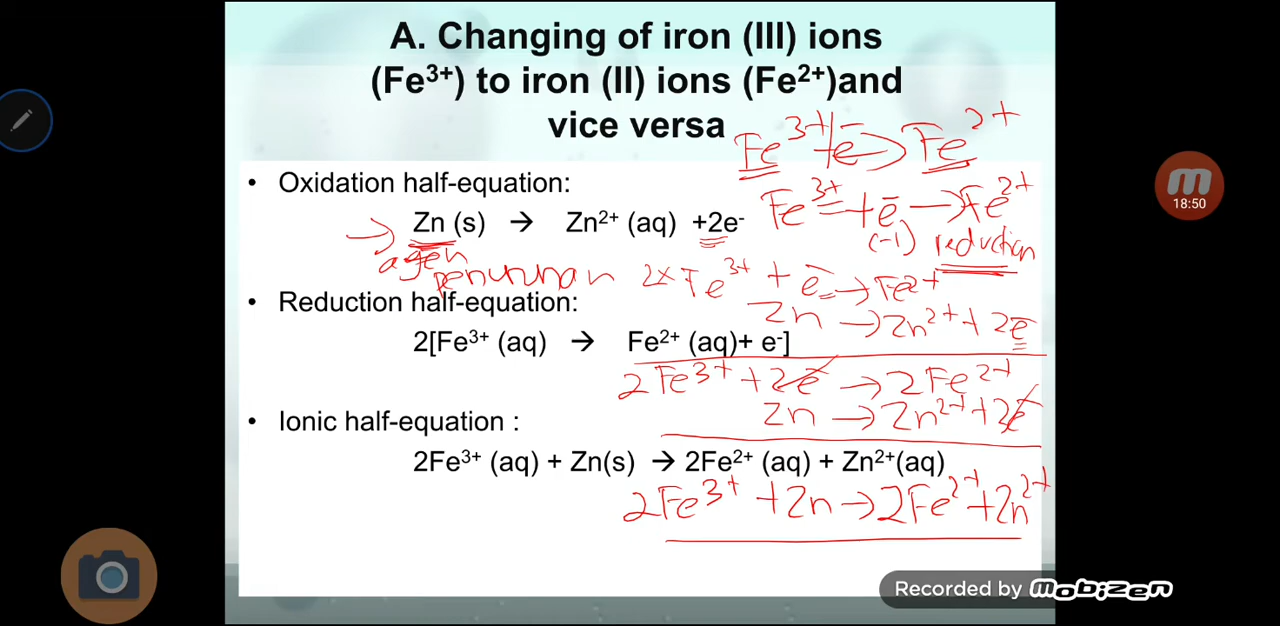 A. Changing of iron (III) ions
(Fe³⁺) to iron (II) ions (Fe²⁺)and
vice versa
Fe³⁺ + e⁻ → Fe²⁺
• Oxidation half-equation:
Zn (s) → Zn²⁺ (aq) +2e⁻
Fe³⁺ + e⁻ → Fe²⁺
(-1) reduction
→ agen
penurunan
2x Fe³⁺ + e⁻ → Fe²⁺
Zn → Zn²⁺ + 2e⁻
• Reduction half-equation:
2[Fe³⁺ (aq) → Fe²⁺ (aq)+ e⁻]
2Fe³⁺ + 2e⁻ → 2Fe²⁺
Zn → Zn²⁺ + 2e⁻
• Ionic half-equation :
2Fe³⁺ (aq) + Zn(s) → 2Fe²⁺ (aq) + Zn²⁺(aq)
2Fe³⁺ + Zn → 2Fe²⁺ + Zn²⁺
18:50
Recorded by MOBIZEN